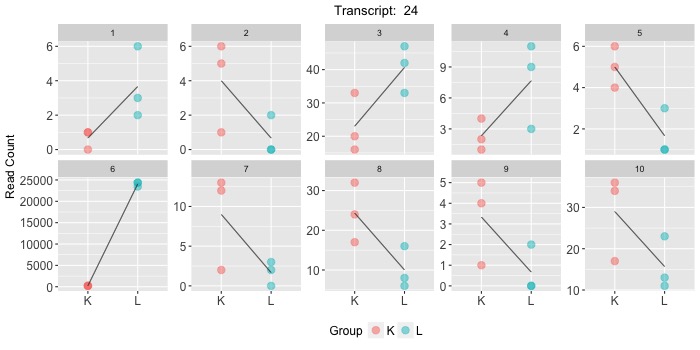 Transcript: 24
1 2 3 4 5
6 4 2 0
6 4 2 0
40 30 20
9 6 3
6 4 2
Read Count
6 7 8 9 10
25000 20000 15000 10000 5000 0
10 5 0
30 20 10
5 4 3 2 1 0
30 20 10
K L K L K L K L K L
Group K L